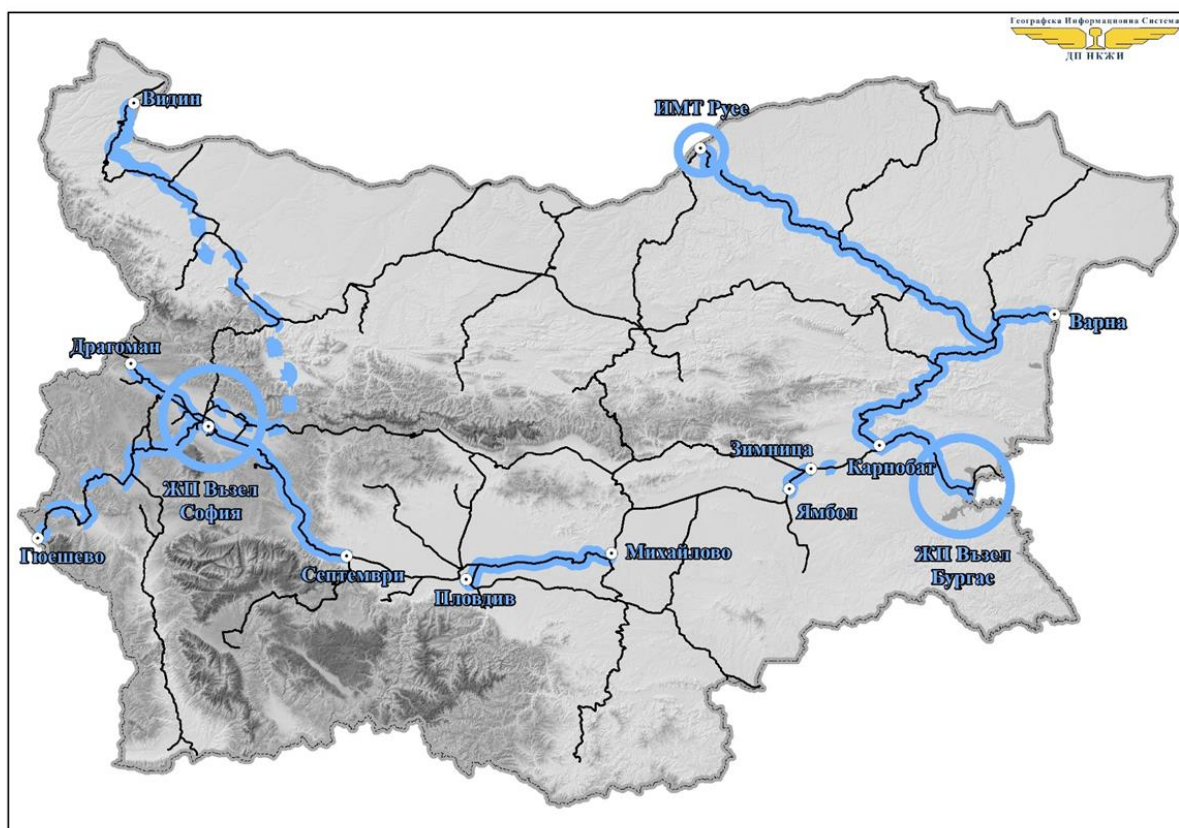 Географска Информационна Система
ДП НКЖИ
Видин
ИМТ Русе
Варна
Драгоман
ЖП Възел
София
Зимница
Карнобат
Ямбол
Гюешево
Септември
Михайлово
Пловдив
ЖП Възел
Бургас